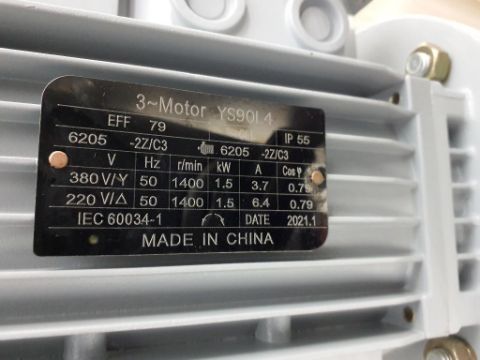 3~Motor YS90L4
EFF 79 IP 55
6205 -2Z/C3 6205 -2Z/C3
V Hz r/min kW A Cosφ
380V/Y 50 1400 1.5 3.7 0.79
220V/Δ 50 1400 1.5 6.4 0.79
IEC 60034-1 DATE 2021.1
MADE IN CHINA